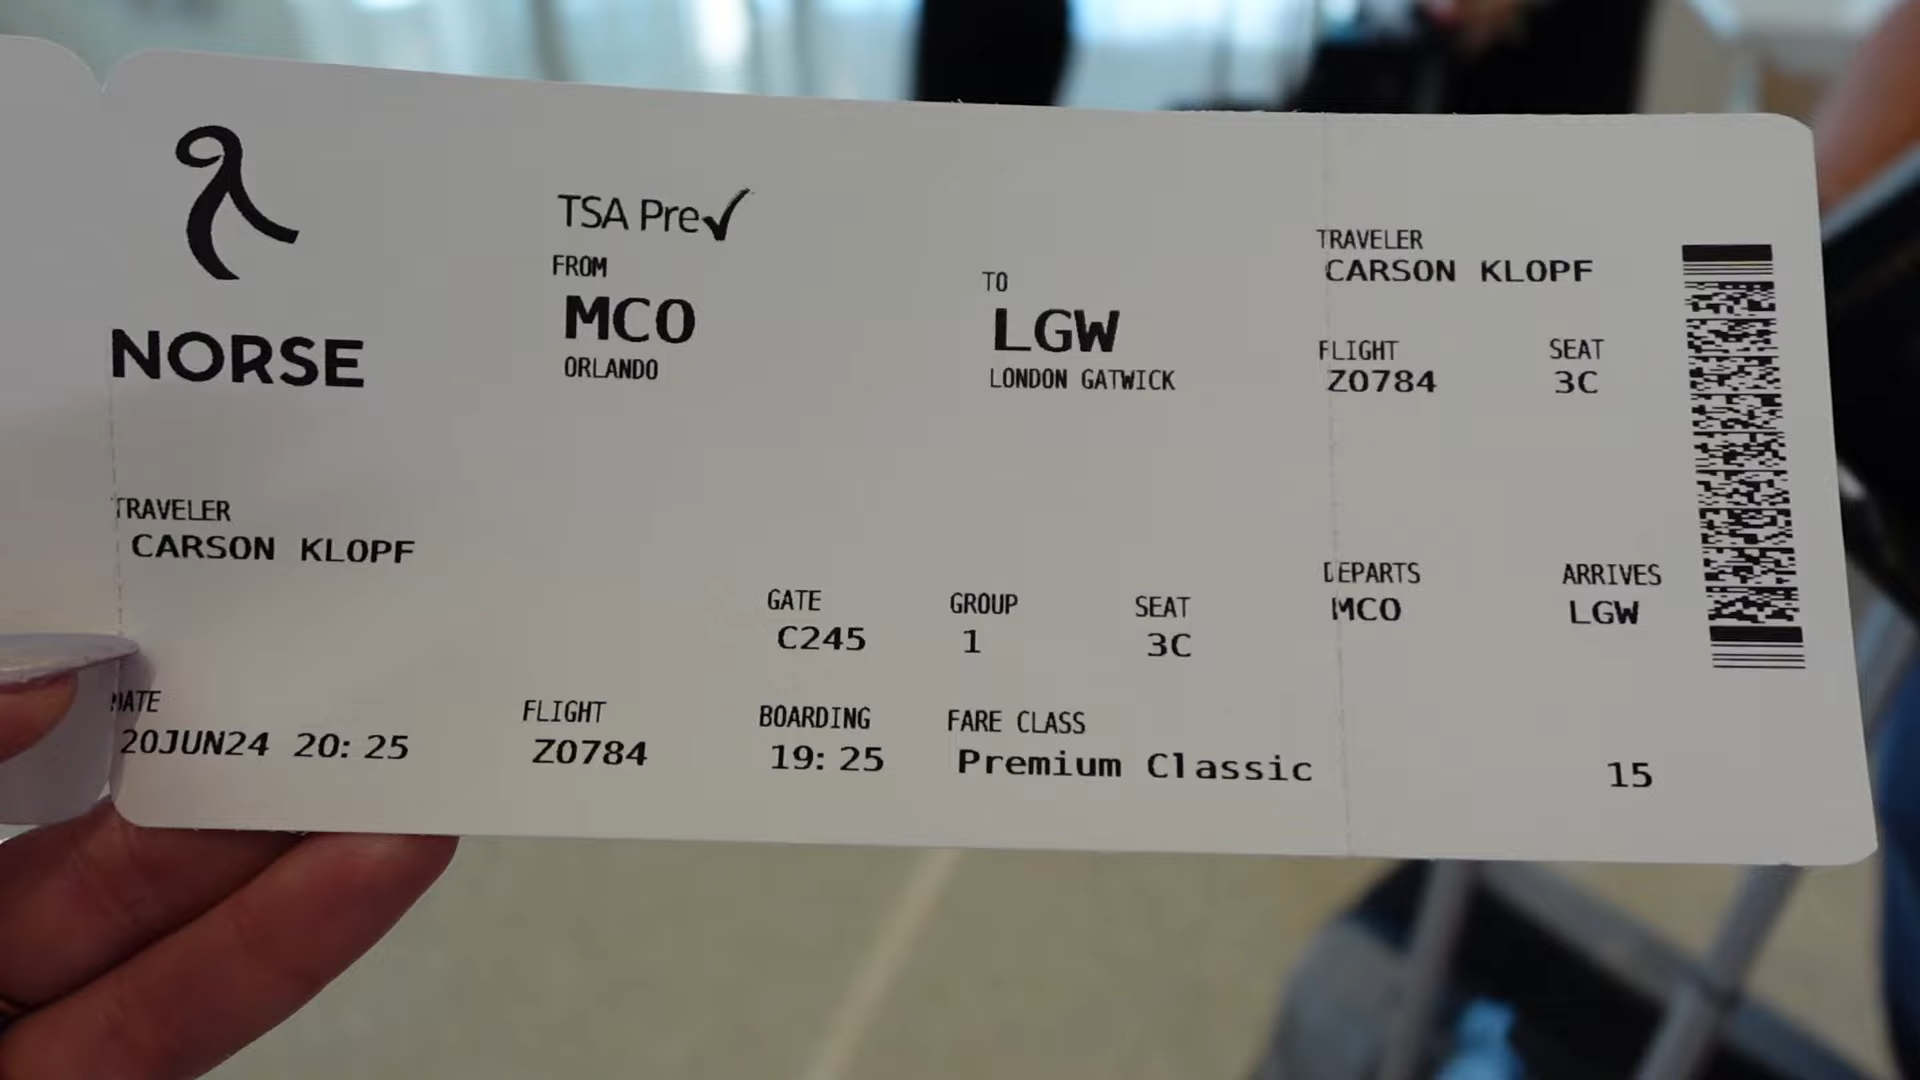 NORSE
TSA Pre✓
FROM
MCO
ORLANDO
TO
LGW
LONDON GATWICK
TRAVELER
CARSON KLOPF
GATE
C245
GROUP
1
SEAT
3C
DATE
20JUN24 20:25
FLIGHT
Z0784
BOARDING
19:25
FARE CLASS
Premium Classic
TRAVELER
CARSON KLOPF
FLIGHT
Z0784
SEAT
3C
DEPARTS
MCO
ARRIVES
LGW
15